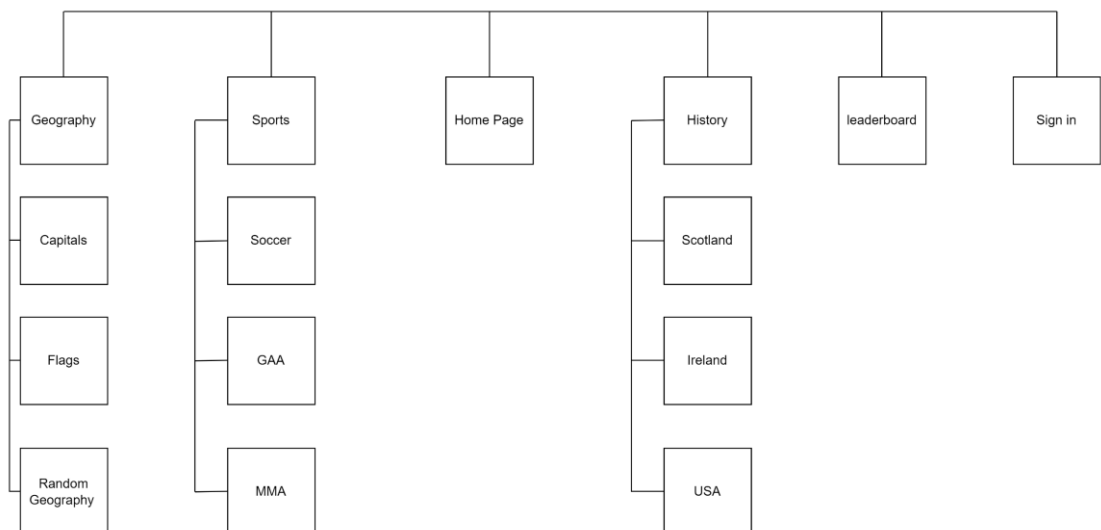 Geography
Sports
Home Page
History
leaderboard
Sign in
Capitals
Soccer
Scotland
Flags
GAA
Ireland
Random
Geography
MMA
USA